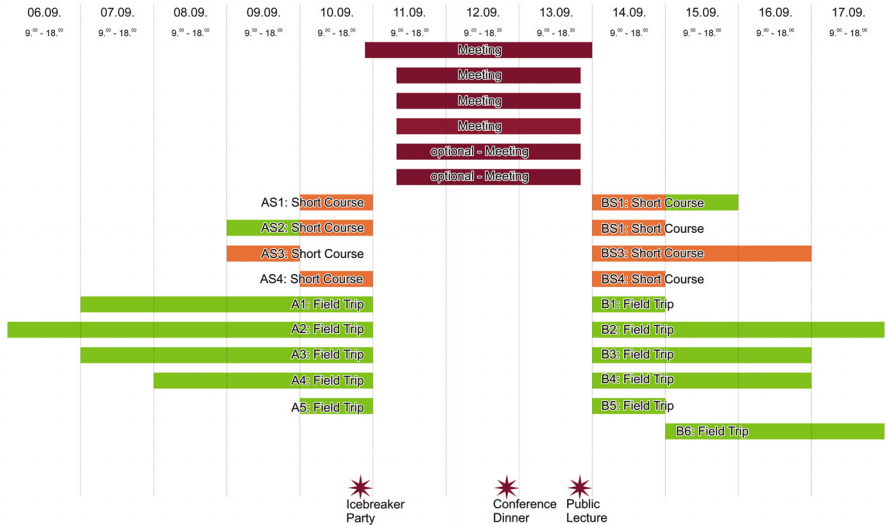 06.09. 07.09. 08.09. 09.09. 10.09. 11.09. 12.09. 13.09. 14.09. 15.09. 16.09. 17.09.
9.⁰⁰ - 18.⁰⁰ 9.⁰⁰ - 18.⁰⁰ 9.⁰⁰ - 18.⁰⁰ 9.⁰⁰ - 18.⁰⁰ 9.⁰⁰ - 18.⁰⁰ 9.⁰⁰ - 18.³⁰ 9.⁰⁰ - 18.³⁰ 9.⁰⁰ - 18.³⁰ 9.⁰⁰ - 18.⁰⁰ 9.⁰⁰ - 18.⁰⁰ 9.⁰⁰ - 18.⁰⁰ 9.⁰⁰ - 18.⁰⁰
Meeting
Meeting
Meeting
Meeting
optional - Meeting
optional - Meeting
AS1: Short Course BS1: Short Course
AS2: Short Course BS1: Short Course
AS3: Short Course BS3: Short Course
AS4: Short Course BS4: Short Course
A1: Field Trip B1: Field Trip
A2: Field Trip B2: Field Trip
A3: Field Trip B3: Field Trip
A4: Field Trip B4: Field Trip
A5: Field Trip B5: Field Trip
B6: Field Trip
Icebreaker Conference Public
Party Dinner Lecture